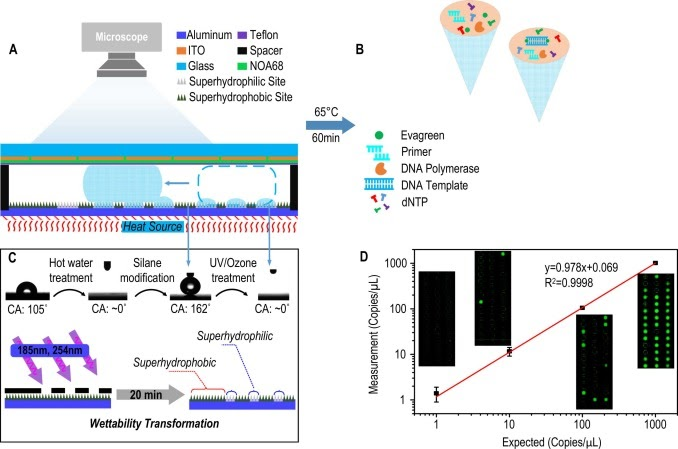 A
Microscope
Aluminum
Teflon
ITO
Spacer
Glass
NOA68
Superhydrophilic Site
Superhydrophobic Site
Heat Source
65°C
60min
B
Evagreen
Primer
DNA Polymerase
DNA Template
dNTP
C
Hot water
treatment
Silane
modification
UV/Ozone
treatment
CA: 105°
CA: ~0°
CA: 162°
CA: ~0°
185nm, 254nm
20 min
Superhydrophobic
Superhydrophilic
Wettability Transformation
D
Measurement (Copies/μL)
1000
100
10
1
y=0.978x+0.069
R²=0.9998
1
10
100
1000
Expected (Copies/μL)